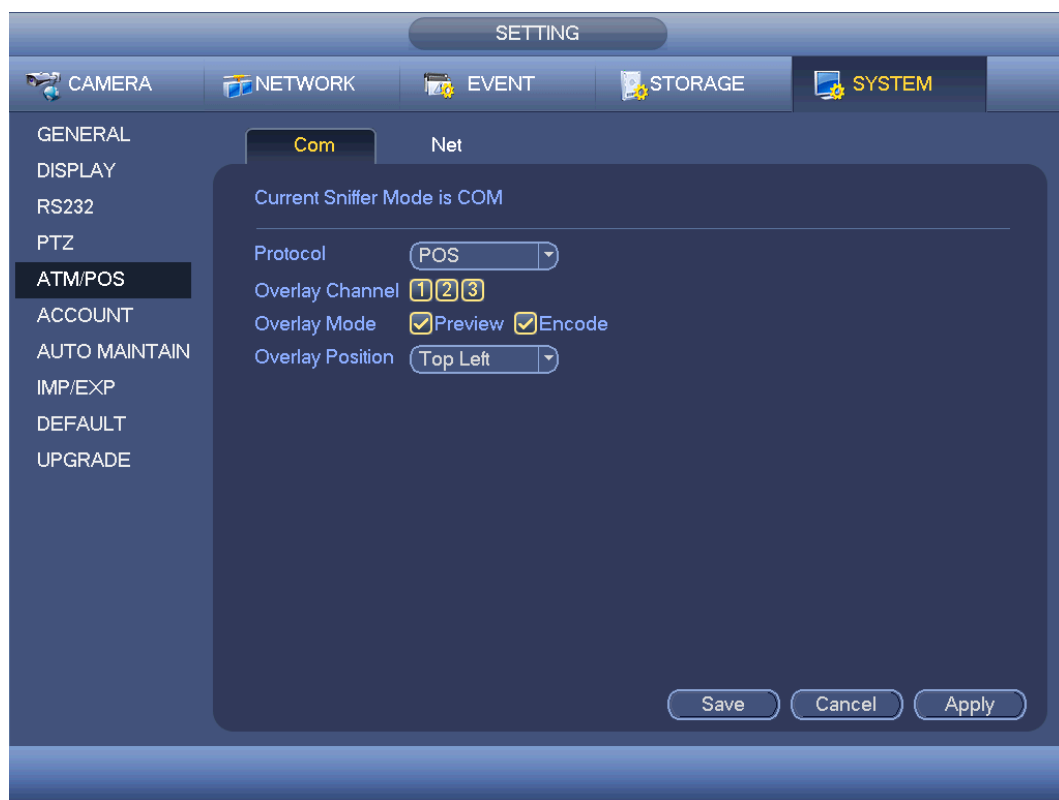 SETTING
CAMERA NETWORK EVENT STORAGE SYSTEM
GENERAL
DISPLAY
RS232
PTZ
ATM/POS
ACCOUNT
AUTO MAINTAIN
IMP/EXP
DEFAULT
UPGRADE
Com Net
Current Sniffer Mode is COM
Protocol POS
Overlay Channel 1 2 3
Overlay Mode Preview Encode
Overlay Position Top Left
Save Cancel Apply